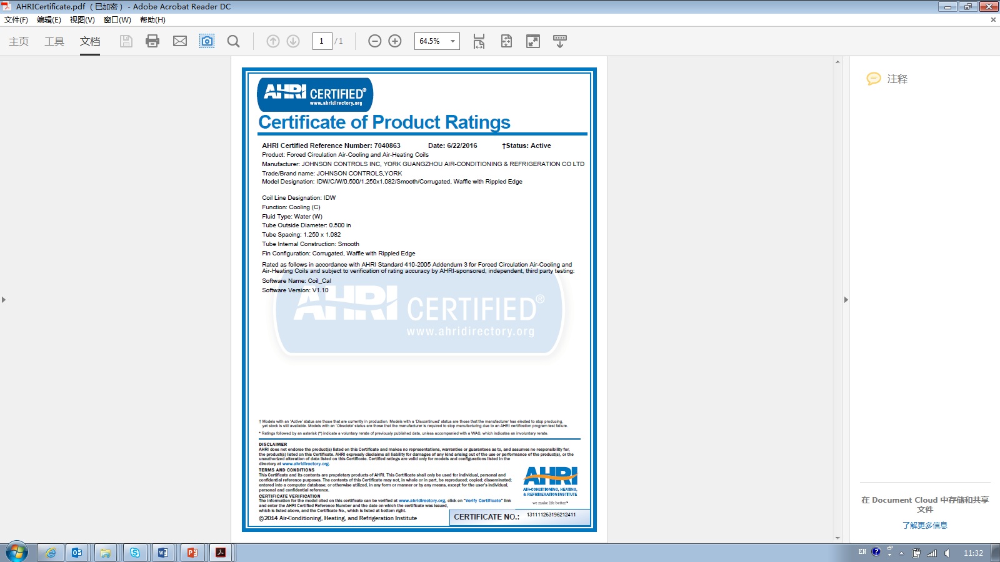 AHRICertificate.pdf （已加密） - Adobe Acrobat Reader DC
文件(F) 编辑(E) 视图(V) 窗口(W) 帮助(H)
主页 工具 文档 1 / 1 64.5%
注释
AHRI CERTIFIED®
www.ahridirectory.org
Certificate of Product Ratings
AHRI Certified Reference Number: 7040863 Date: 6/22/2016 †Status: Active
Product: Forced Circulation Air-Cooling and Air-Heating Coils
Manufacturer: JOHNSON CONTROLS INC, YORK GUANGZHOU AIR-CONDITIONING & REFRIGERATION CO LTD
Trade/Brand name: JOHNSON CONTROLS,YORK
Model Designation: IDW/C/W/0.500/1.250x1.082/Smooth/Corrugated, Waffle with Rippled Edge
Coil Line Designation: IDW
Function: Cooling (C)
Fluid Type: Water (W)
Tube Outside Diameter: 0.500 in
Tube Spacing: 1.250 x 1.082
Tube Internal Construction: Smooth
Fin Configuration: Corrugated, Waffle with Rippled Edge
Rated as follows in accordance with AHRI Standard 410-2005 Addendum 3 for Forced Circulation Air-Cooling and
Air-Heating Coils and subject to verification of rating accuracy by AHRI-sponsored, independent, third party testing:
Software Name: Coil_Cal
Software Version: V1.10
AHRI CERTIFIED®
www.ahridirectory.org
† Models with an 'Active' status are those that are currently in production. Models with a 'Discontinued' status are those that the manufacturer has elected to stop producing,
yet stock is still available. Models with an 'Obsolete' status are those that the manufacturer is required to stop manufacturing due to an AHRI certification program test failure.
* Ratings followed by an asterisk (*) indicate a voluntary rerate of previously published data, unless accompanied with a WAS, which indicates an involuntary rerate.
DISCLAIMER
AHRI does not endorse the product(s) listed on this Certificate and makes no representations, warranties or guarantees as to, and assumes no responsibility for,
the product(s) listed on this Certificate. AHRI expressly disclaims all liability for damages of any kind arising out of the use or performance of the product(s), or the
unauthorized alteration of data listed on this Certificate. Certified ratings are valid only for models and configurations listed in the
directory at www.ahridirectory.org.
TERMS AND CONDITIONS
This Certificate and its contents are proprietary products of AHRI. This Certificate shall only be used for individual, personal and
confidential reference purposes. The contents of this Certificate may not, in whole or in part, be reproduced; copied; disseminated;
entered into a computer database; or otherwise utilized, in any form or manner or by any means, except for the user's individual,
personal and confidential reference.
CERTIFICATE VERIFICATION
The information for the model cited on this certificate can be verified at www.ahridirectory.org, click on "Verify Certificate" link
and enter the AHRI Certified Reference Number and the date on which the certificate was issued,
which is listed above, and the Certificate No., which is listed at bottom right.
©2014 Air-Conditioning, Heating, and Refrigeration Institute
AHRI
AIR-CONDITIONING, HEATING,
& REFRIGERATION INSTITUTE
we make life better™
CERTIFICATE NO.: 131111263196212411
在 Document Cloud 中存储和共享
文件
了解更多信息
EN 11:32